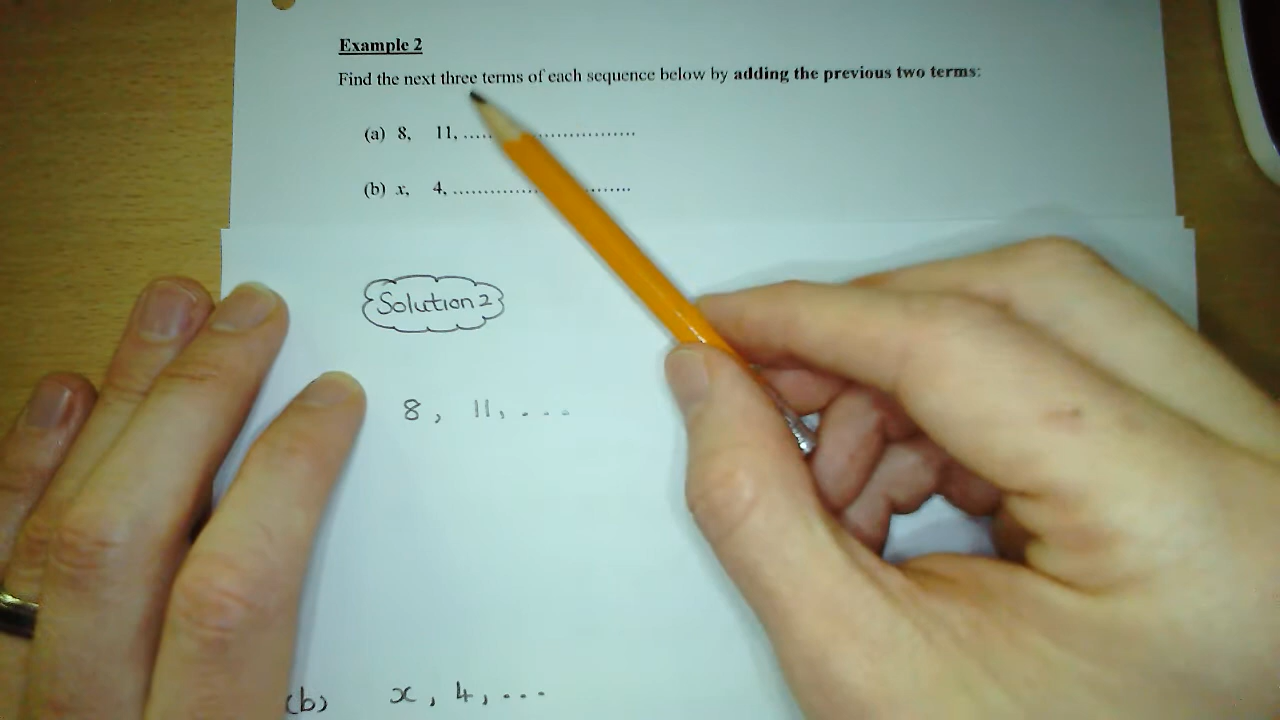 Example 2
Find the next three terms of each sequence below by adding the previous two terms:
(a) 8, 11, ..............................
(b) x, 4, ..............................
Solution 2
8, 11, ...
(b) x, 4, ...